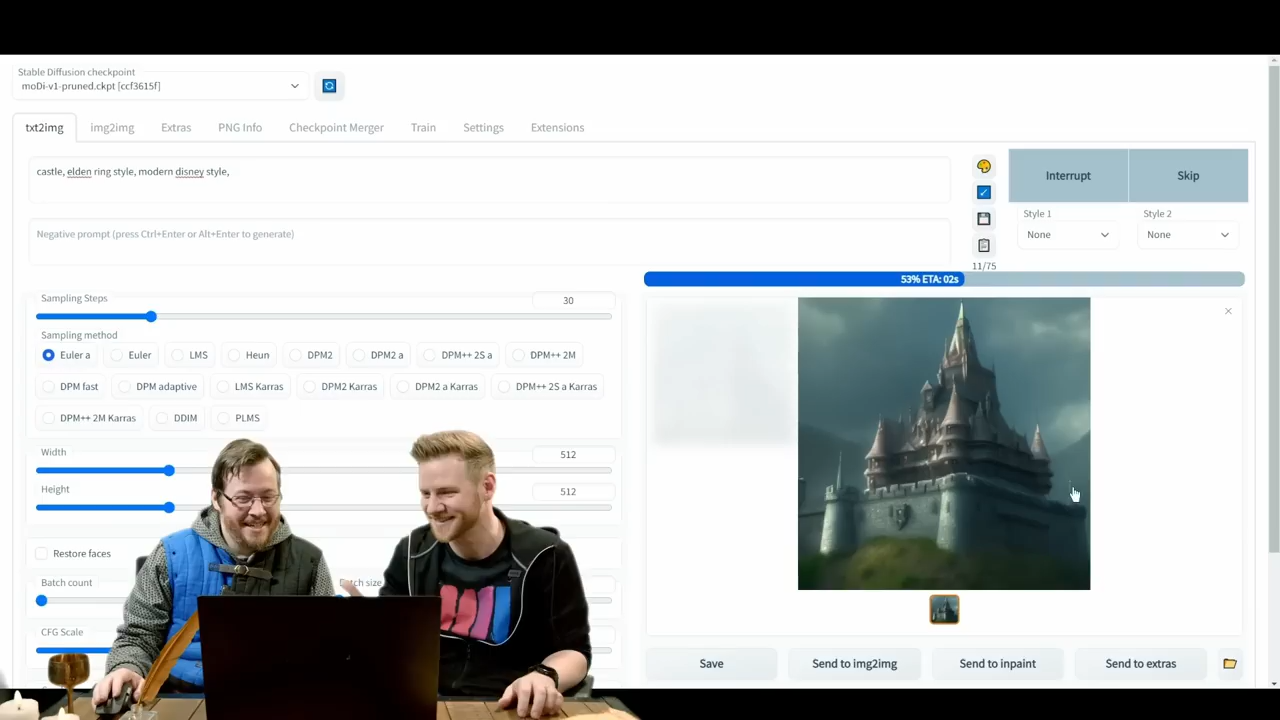 Stable Diffusion checkpoint
moDi-v1-pruned.ckpt [ccf3615f]
txt2img img2img Extras PNG Info Checkpoint Merger Train Settings Extensions
castle, elden ring style, modern disney style,
Interrupt Skip
Style 1 Style 2
None None
Negative prompt (press Ctrl+Enter or Alt+Enter to generate)
11/75
53% ETA: 02s
Sampling Steps 30
Sampling method
Euler a Euler LMS Heun DPM2 DPM2 a DPM++ 2S a DPM++ 2M
DPM fast DPM adaptive LMS Karras DPM2 Karras DPM2 a Karras DPM++ 2S a Karras
DPM++ 2M Karras DDIM PLMS
Width 512
Height 512
Restore faces
Batch count size
CFG Scale
Save Send to img2img Send to inpaint Send to extras